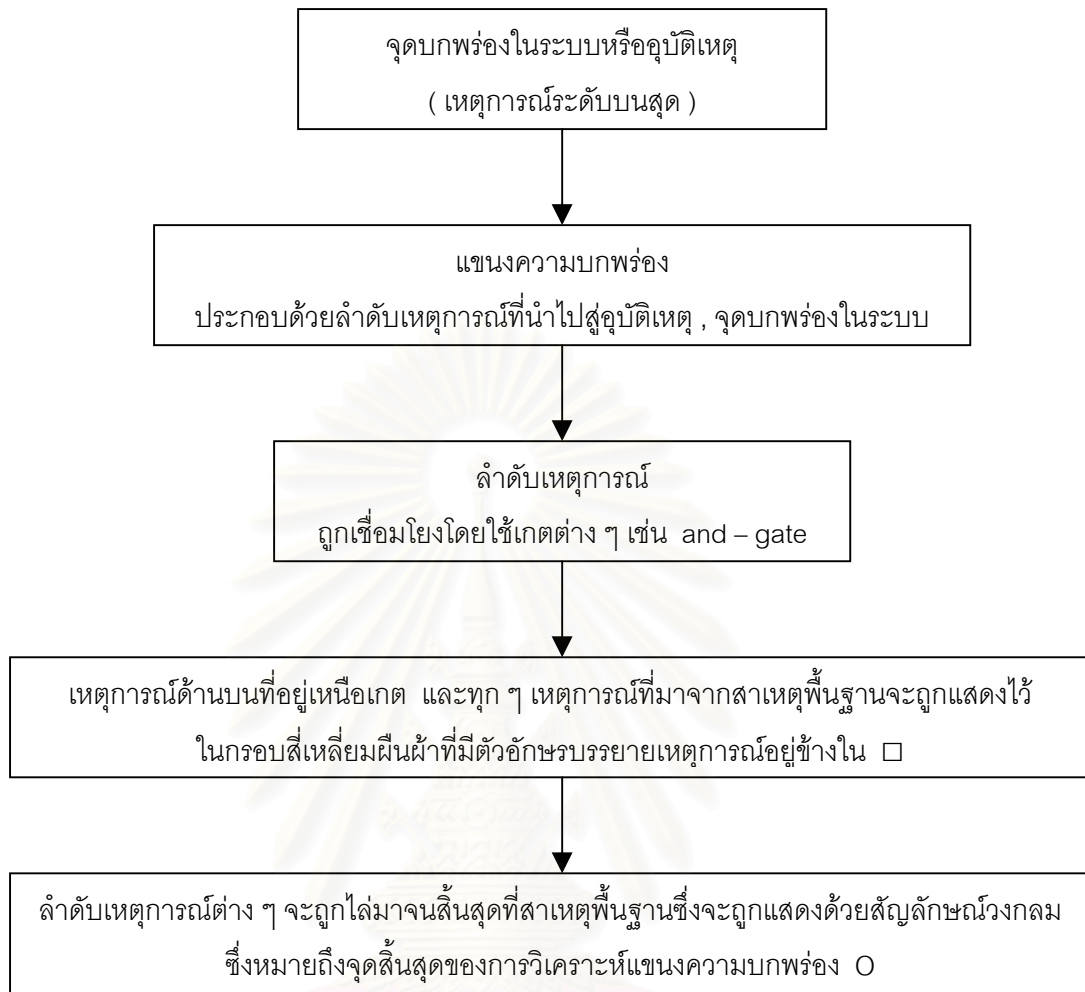 จุดบกพร่องในระบบหรืออุบัติเหตุ
( เหตุการณ์ระดับบนสุด )
แขนงความบกพร่อง
ประกอบด้วยลำดับเหตุการณ์ที่นำไปสู่อุบัติเหตุ , จุดบกพร่องในระบบ
ลำดับเหตุการณ์
ถูกเชื่อมโยงโดยใช้เกตต่าง ๆ เช่น and – gate
เหตุการณ์ด้านบนที่อยู่เหนือเกต และทุก ๆ เหตุการณ์ที่มาจากสาเหตุพื้นฐานจะถูกแสดงไว้
ในกรอบสี่เหลี่ยมผืนผ้าที่มีตัวอักษรบรรยายเหตุการณ์อยู่ข้างใน □
ลำดับเหตุการณ์ต่าง ๆ จะถูกไล่มาจนสิ้นสุดที่สาเหตุพื้นฐานซึ่งจะถูกแสดงด้วยสัญลักษณ์วงกลม
ซึ่งหมายถึงจุดสิ้นสุดของการวิเคราะห์แขนงความบกพร่อง O